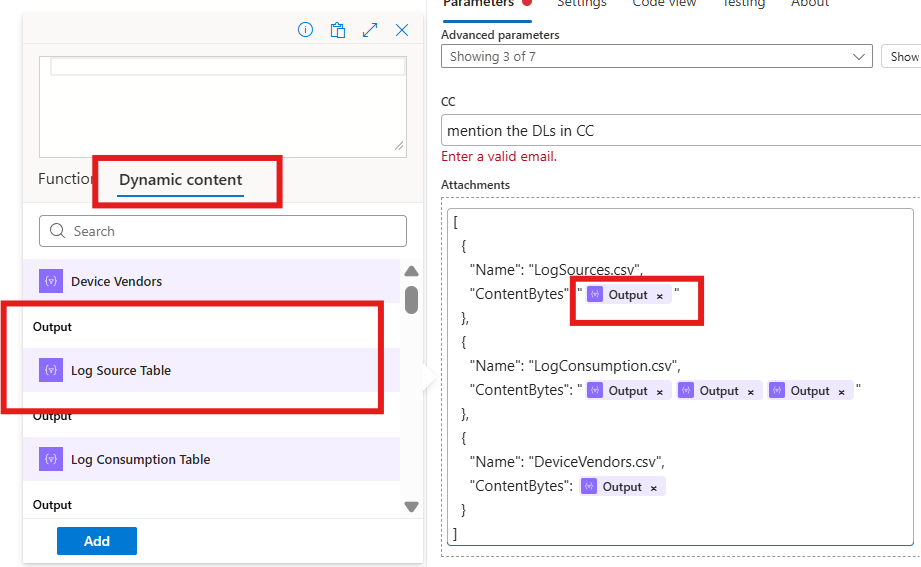 Function
Dynamic content
Search
Device Vendors
Output
Log Source Table
Output
Log Consumption Table
Output
Add
Parameters
Settings
Code view
Testing
About
Advanced parameters
Showing 3 of 7
Show
CC
mention the DLs in CC
Enter a valid email.
Attachments
[
{
"Name": "LogSources.csv",
"ContentBytes": " Output × "
},
{
"Name": "LogConsumption.csv",
"ContentBytes": " Output × Output × Output × "
},
{
"Name": "DeviceVendors.csv",
"ContentBytes": Output ×
}
]